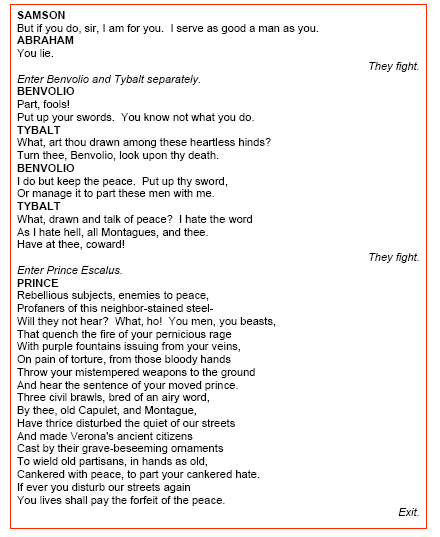 SAMSON
But if you do, sir, I am for you. I serve as good a man as you.
ABRAHAM
You lie.
They fight.
Enter Benvolio and Tybalt separately.
BENVOLIO
Part, fools!
Put up your swords. You know not what you do.
TYBALT
What, art thou drawn among these heartless hinds?
Turn thee, Benvolio, look upon thy death.
BENVOLIO
I do but keep the peace. Put up thy sword,
Or manage it to part these men with me.
TYBALT
What, drawn and talk of peace? I hate the word
As I hate hell, all Montagues, and thee.
Have at thee, coward!
They fight.
Enter Prince Escalus.
PRINCE
Rebellious subjects, enemies to peace,
Profaners of this neighbor-stained steel-
Will they not hear? What, ho! You men, you beasts,
That quench the fire of your pernicious rage
With purple fountains issuing from your veins,
On pain of torture, from those bloody hands
Throw your mistempered weapons to the ground
And hear the sentence of your moved prince.
Three civil brawls, bred of an airy word,
By thee, old Capulet, and Montague,
Have thrice disturbed the quiet of our streets
And made Verona's ancient citizens
Cast by their grave-beseeming ornaments
To wield old partisans, in hands as old,
Cankered with peace, to part your cankered hate.
If ever you disturb our streets again
You lives shall pay the forfeit of the peace.
Exit.